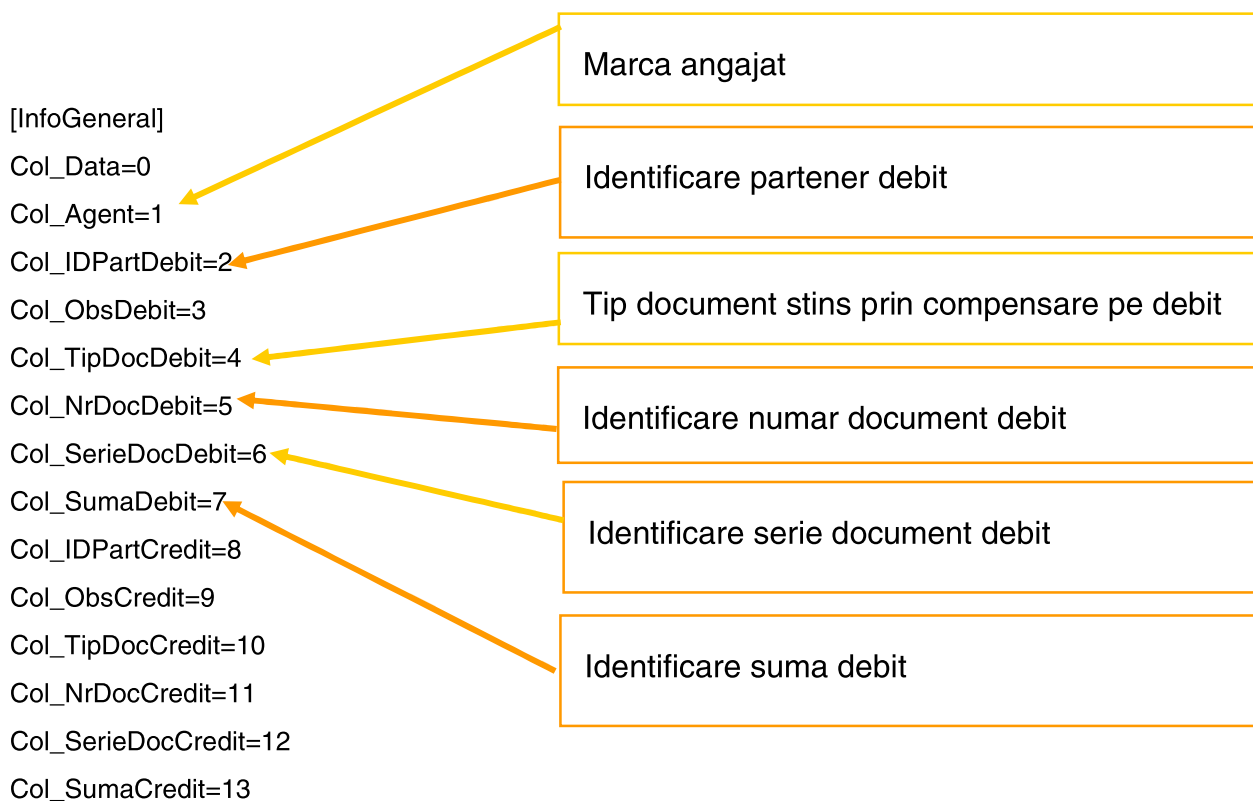 [InfoGeneral]
Col_Data=0
Col_Agent=1
Col_IDPartDebit=2
Col_ObsDebit=3
Col_TipDocDebit=4
Col_NrDocDebit=5
Col_SerieDocDebit=6
Col_SumaDebit=7
Col_IDPartCredit=8
Col_ObsCredit=9
Col_TipDocCredit=10
Col_NrDocCredit=11
Col_SerieDocCredit=12
Col_SumaCredit=13
Marca angajat
Identificare partener debit
Tip document stins prin compensare pe debit
Identificare numar document debit
Identificare serie document debit
Identificare suma debit